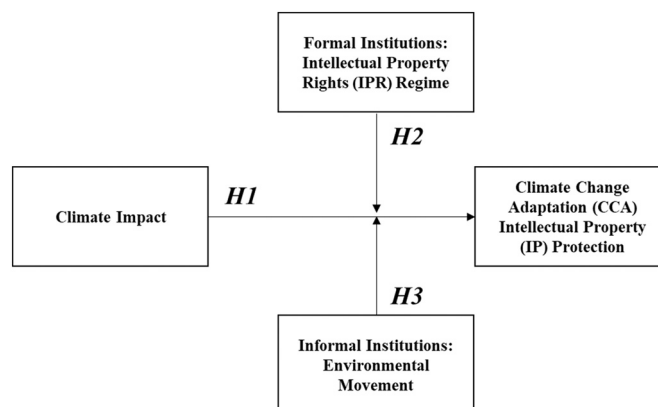 Formal Institutions:
Intellectual Property
Rights (IPR) Regime
H2
Climate Impact
H1
Climate Change
Adaptation (CCA)
Intellectual Property
(IP) Protection
H3
Informal Institutions:
Environmental
Movement